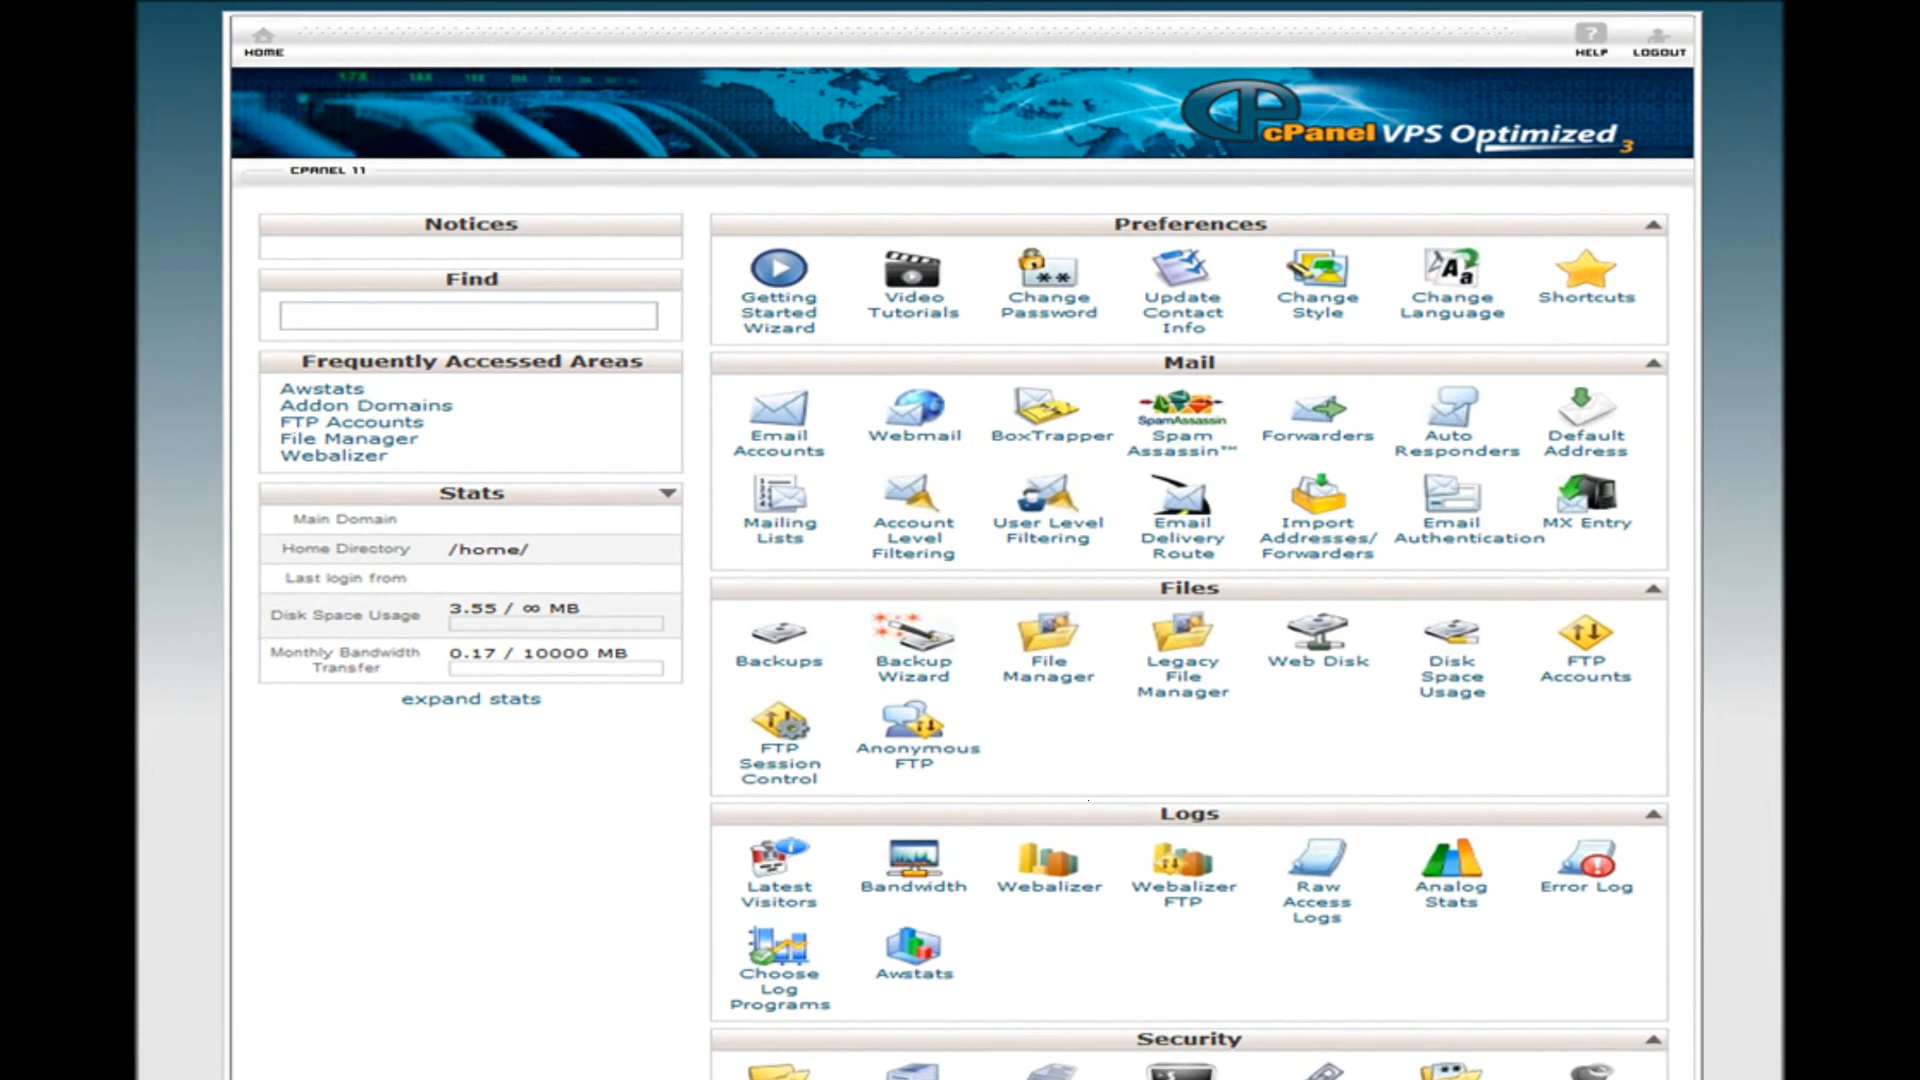 HOME
HELP
LOGOUT
cPanel VPS Optimized 3
CPANEL 11
Notices
Find
Frequently Accessed Areas
Awstats
Addon Domains
FTP Accounts
File Manager
Webalizer
Stats
Main Domain
Home Directory /home/
Last login from
Disk Space Usage 3.55 / ∞ MB
Monthly Bandwidth
Transfer
0.17 / 10000 MB
expand stats
Preferences
Getting
Started
Wizard
Video
Tutorials
Change
Password
Update
Contact
Info
Change
Style
Change
Language
Shortcuts
Mail
Email
Accounts
Webmail
BoxTrapper
SpamAssassin
Spam
Assassin™
Forwarders
Auto
Responders
Default
Address
Mailing
Lists
Account
Level
Filtering
User Level
Filtering
Email
Delivery
Route
Import
Addresses/
Forwarders
Email
Authentication
MX Entry
Files
Backups
Backup
Wizard
File
Manager
Legacy
File
Manager
Web Disk
Disk
Space
Usage
FTP
Accounts
FTP
Session
Control
Anonymous
FTP
Logs
Latest
Visitors
Bandwidth
Webalizer
Webalizer
FTP
Raw
Access
Logs
Analog
Stats
Error Log
Choose
Log
Programs
Awstats
Security